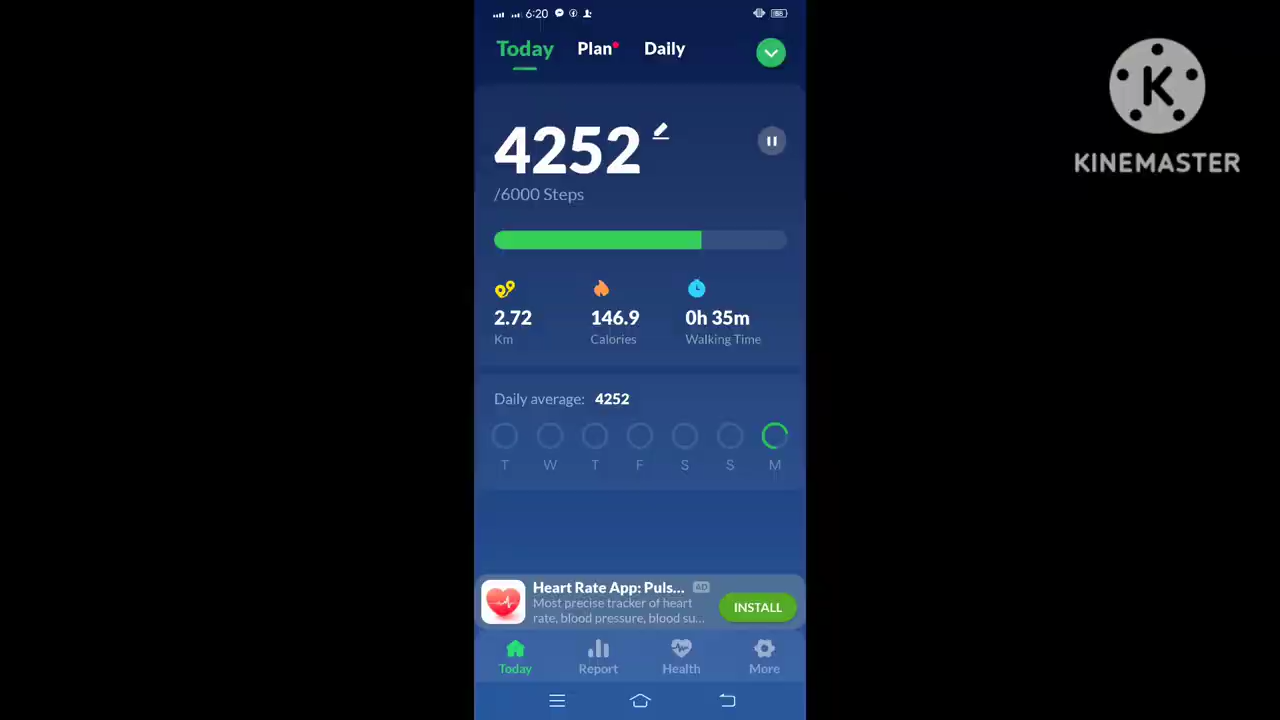 6:20
Today Plan Daily
4252
/6000 Steps
2.72 146.9 0h 35m
Km Calories Walking Time
Daily average: 4252
T W T F S S M
Heart Rate App: Puls... AD
Most precise tracker of heart
rate, blood pressure, blood su...
INSTALL
Today Report Health More
K
KINEMASTER